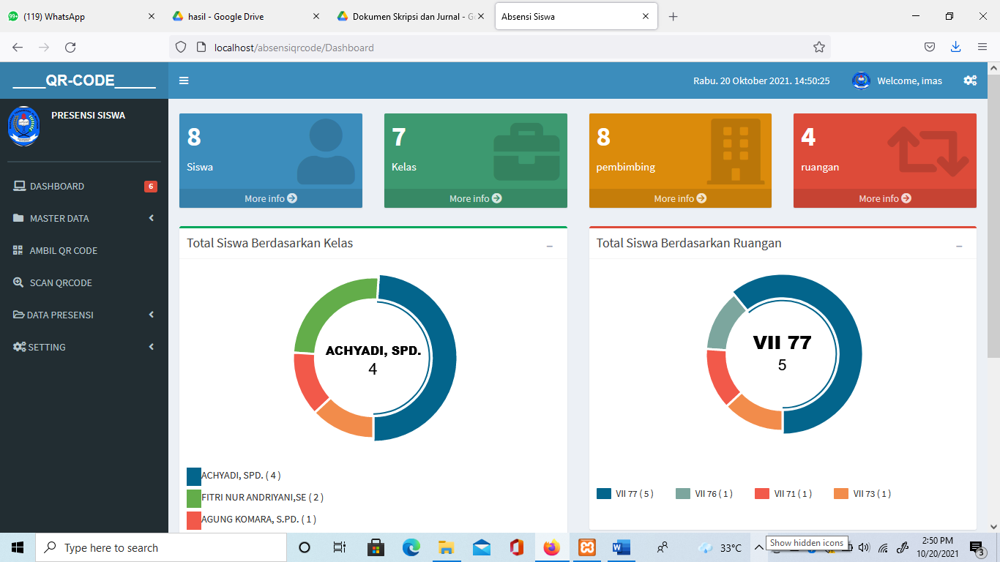 (119) WhatsApp
hasil - Google Drive
Dokumen Skripsi dan Jurnal - G
Absensi Siswa
localhost/absensiqrcode/Dashboard
____QR-CODE_____
Rabu. 20 Oktober 2021. 14:50:25
Welcome, imas
PRESENSI SISWA
DASHBOARD 6
MASTER DATA
AMBIL QR CODE
SCAN QRCODE
DATA PRESENSI
SETTING
8
Siswa
More info
7
Kelas
More info
8
pembimbing
More info
4
ruangan
More info
Total Siswa Berdasarkan Kelas
ACHYADI, SPD.
4
ACHYADI, SPD. ( 4 )
FITRI NUR ANDRIYANI,SE ( 2 )
AGUNG KOMARA, S.PD. ( 1 )
Total Siswa Berdasarkan Ruangan
VII 77
5
VII 77 ( 5 )
VII 76 ( 1 )
VII 71 ( 1 )
VII 73 ( 1 )
Type here to search
33°C
Show hidden icons
2:50 PM
10/20/2021
3